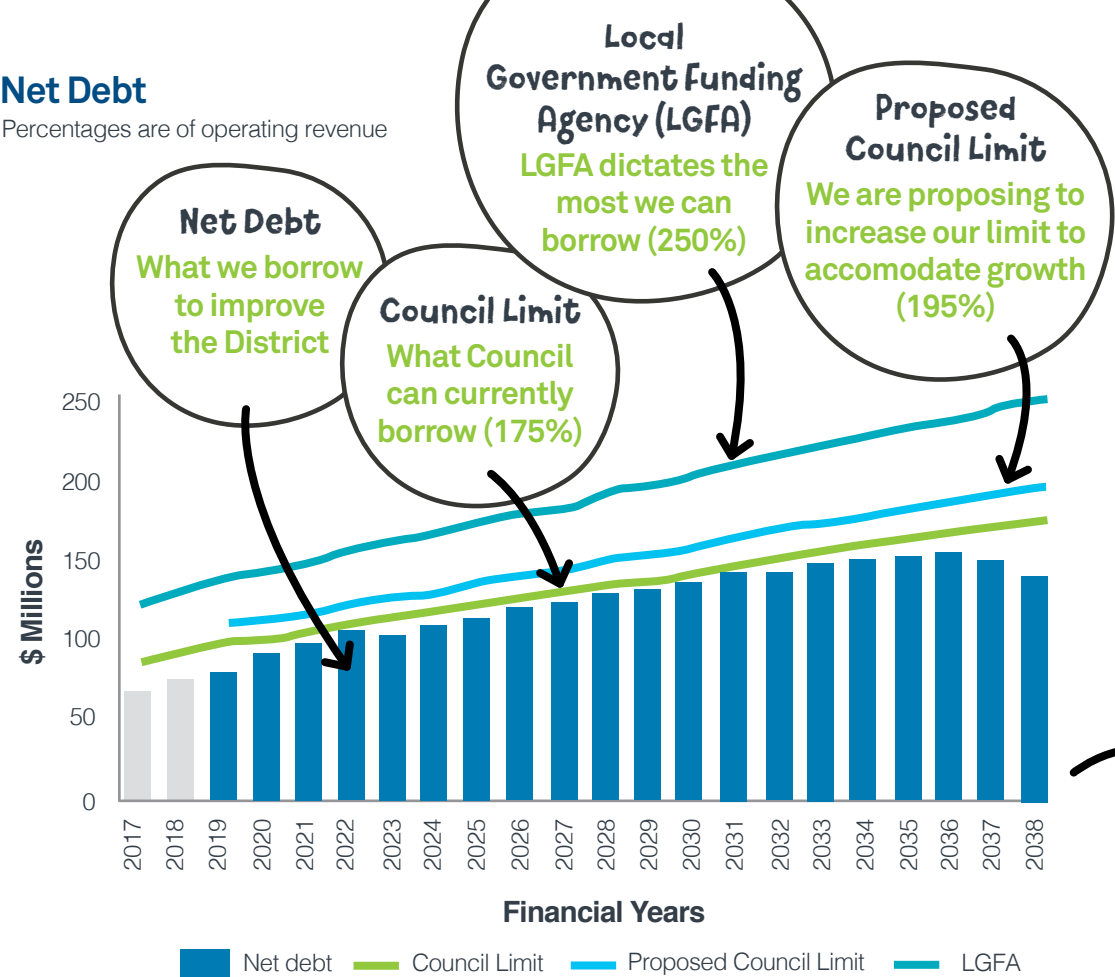 Net Debt
Percentages are of operating revenue
Local
Government Funding
Agency (LGFA)
LGFA dictates the
most we can
borrow (250%)
Proposed
Council Limit
We are proposing to
increase our limit to
accomodate growth
(195%)
Net Debt
What we borrow
to improve
the District
Council Limit
What Council
can currently
borrow (175%)
$ Millions
250
200
150
100
50
0
2017 2018 2019 2020 2021 2022 2023 2024 2025 2026 2027 2028 2029 2030 2031 2032 2033 2034 2035 2036 2037 2038
Financial Years
Net debt Council Limit Proposed Council Limit LGFA